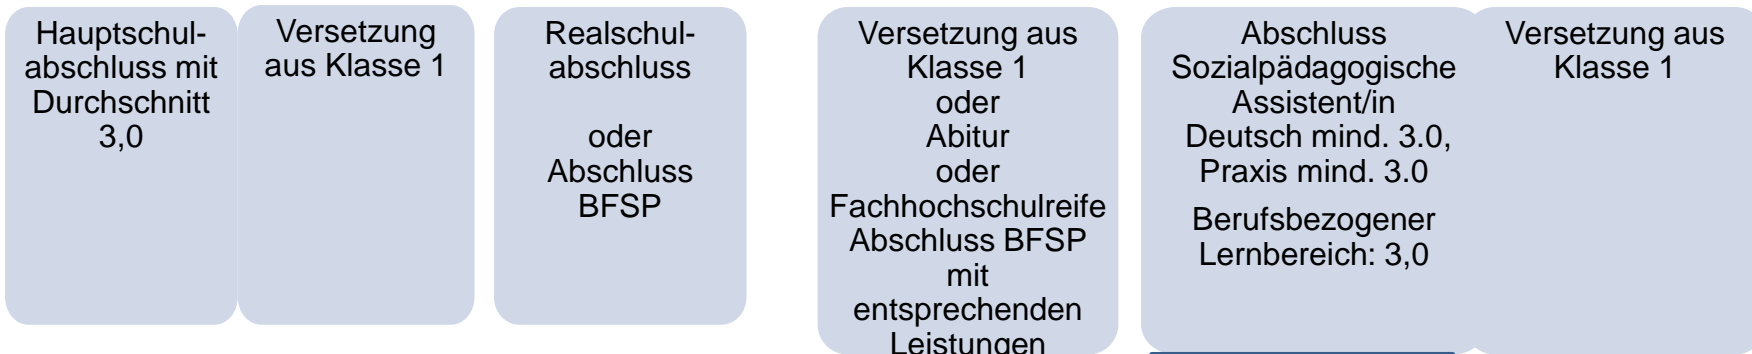 Hauptschul-
abschluss mit
Durchschnitt
3,0
Versetzung
aus Klasse 1
Realschul-
abschluss
oder
Abschluss
BFSP
Versetzung aus
Klasse 1
oder
Abitur
oder
Fachhochschulreife
Abschluss BFSP
mit
entsprechenden
Leistungen
Abschluss
Sozialpädagogische
Assistent/in
Deutsch mind. 3.0,
Praxis mind. 3.0
Berufsbezogener
Lernbereich: 3,0
Versetzung aus
Klasse 1